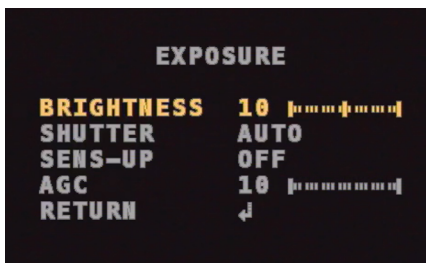 EXPOSURE
BRIGHTNESS 10
SHUTTER AUTO
SENS-UP OFF
AGC 10
RETURN ↲